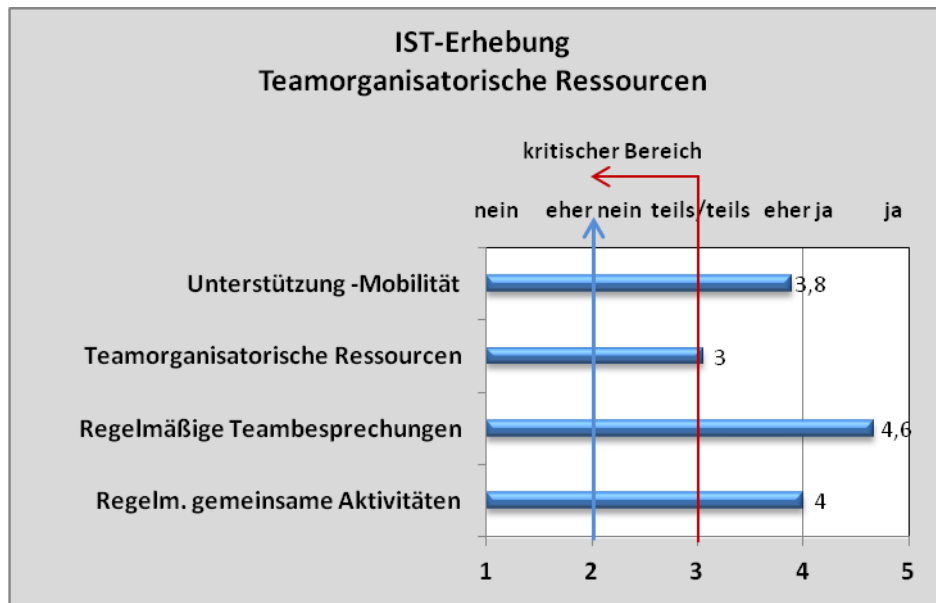 IST-Erhebung
Teamorganisatorische Ressourcen
kritischer Bereich
nein eher nein teils/teils eher ja ja
Unterstützung -Mobilität 3,8
Teamorganisatorische Ressourcen 3
Regelmäßige Teambesprechungen 4,6
Regelm. gemeinsame Aktivitäten 4
1 2 3 4 5